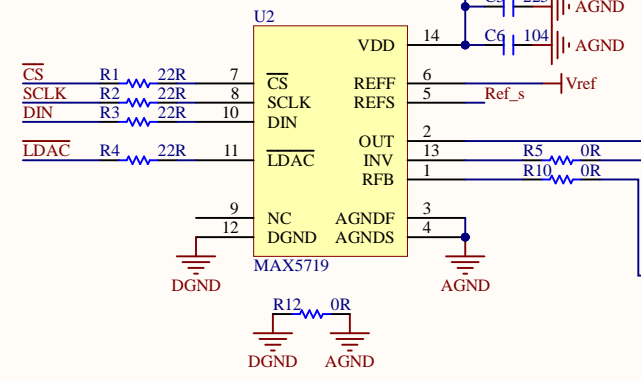 C5 225
AGND
U2
VDD 14 C6 104 AGND
CS R1 22R 7 CS REFF 6 Vref
SCLK R2 22R 8 SCLK REFS 5 Ref_s
DIN R3 22R 10 DIN
OUT 2
LDAC R4 22R 11 LDAC INV 13 R5 0R
RFB 1 R10 0R
9 NC AGNDF 3
12 DGND AGNDS 4
MAX5719
DGND AGND
R12 0R
DGND AGND